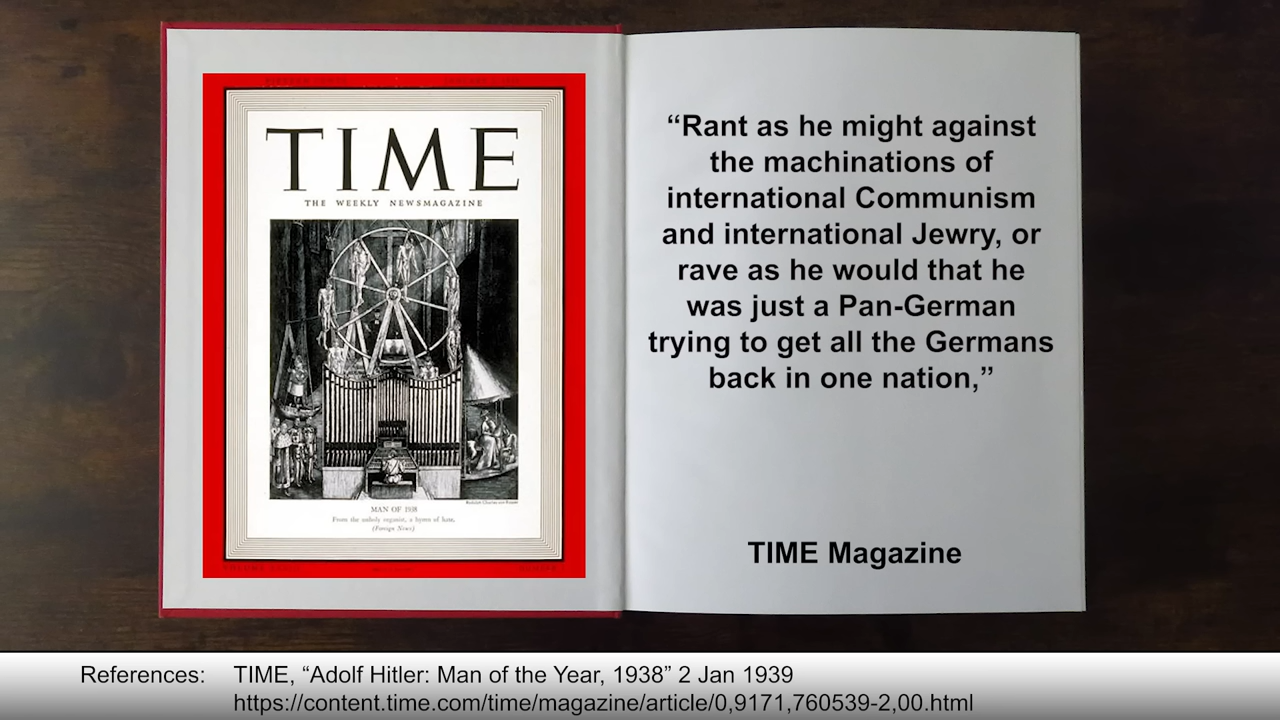 TIME
THE WEEKLY NEWSMAGAZINE
MAN OF 1938
From the unholy organist, a hymn of hate.
(Foreign News)
“Rant as he might against
the machinations of
international Communism
and international Jewry, or
rave as he would that he
was just a Pan-German
trying to get all the Germans
back in one nation,”
TIME Magazine
References: TIME, “Adolf Hitler: Man of the Year, 1938” 2 Jan 1939
https://content.time.com/time/magazine/article/0,9171,760539-2,00.html